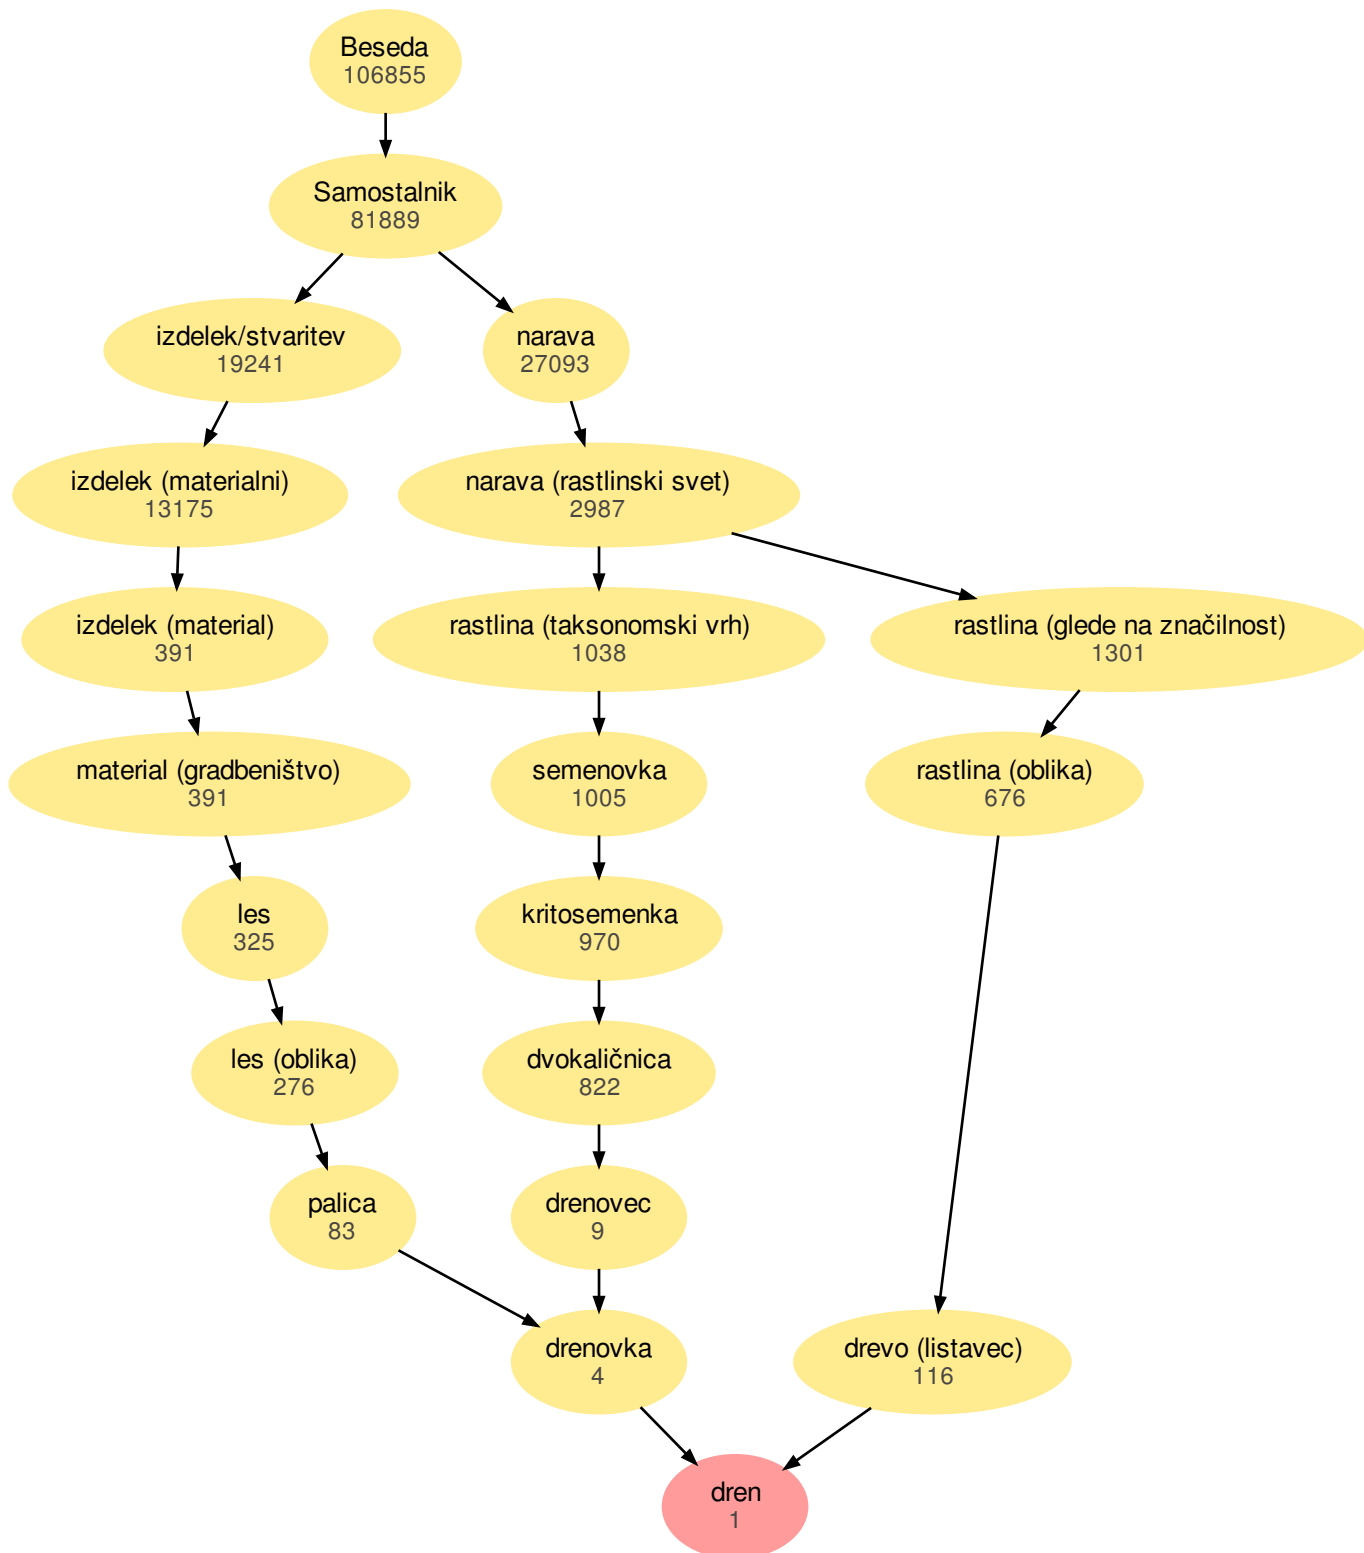 Beseda
106855
Samostalnik
81889
izdelek/stvaritev
19241
narava
27093
izdelek (materialni)
13175
narava (rastlinski svet)
2987
izdelek (material)
391
rastlina (taksonomski vrh)
1038
rastlina (glede na značilnost)
1301
material (gradbeništvo)
391
semenovka
1005
rastlina (oblika)
676
les
325
kritosemenka
970
les (oblika)
276
dvokaličnica
822
palica
83
drenovec
9
drenovka
4
drevo (listavec)
116
dren
1